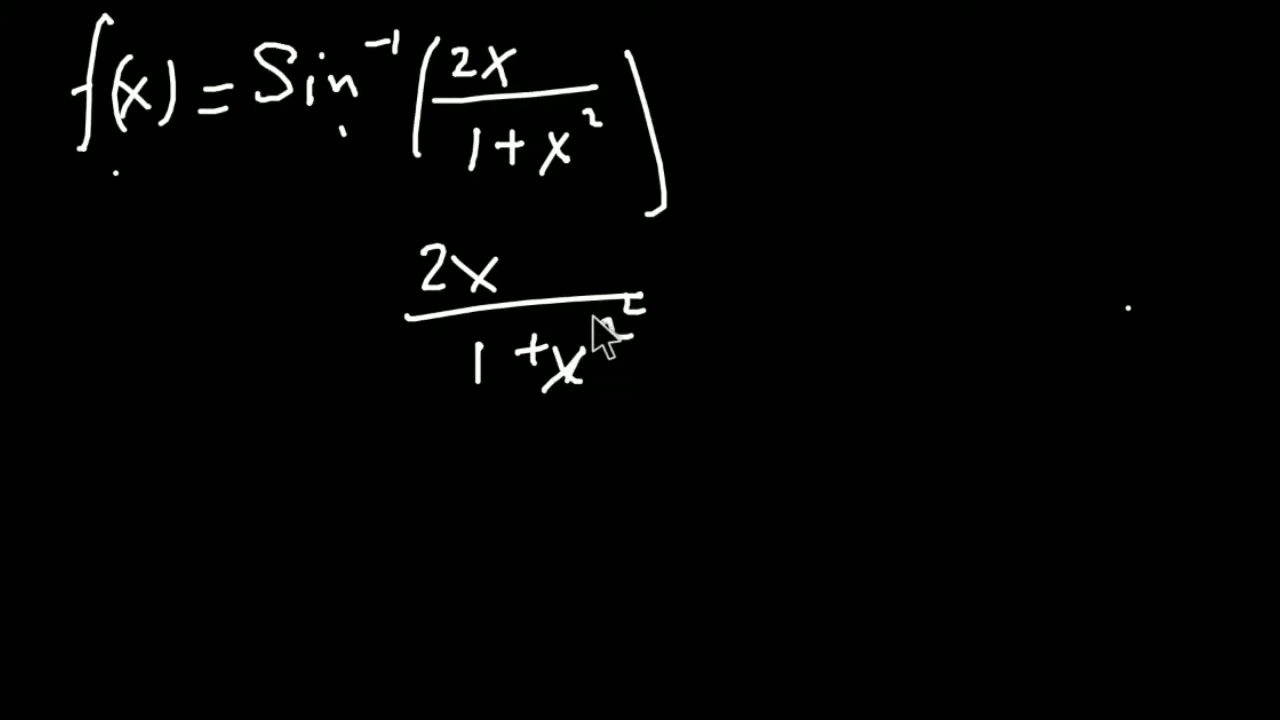 f(x) = Sin⁻¹ (2x / 1 + x²)
2x
1 + x²